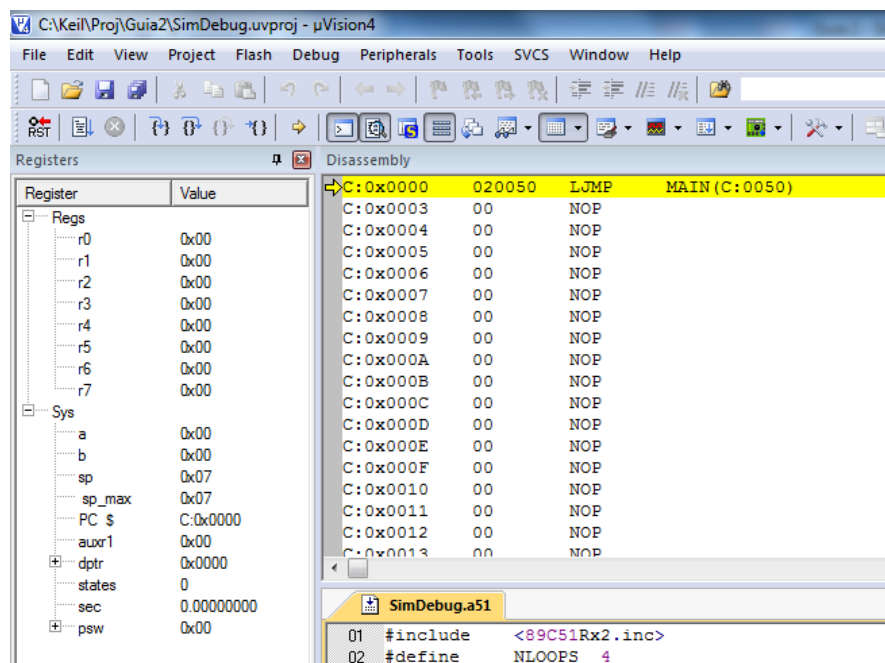 C:\Keil\Proj\Guia2\SimDebug.uvproj - µVision4
File Edit View Project Flash Debug Peripherals Tools SVCS Window Help
RST
Registers
Register Value
Regs
r0 0x00
r1 0x00
r2 0x00
r3 0x00
r4 0x00
r5 0x00
r6 0x00
r7 0x00
Sys
a 0x00
b 0x00
sp 0x07
sp_max 0x07
PC $ C:0x0000
auxr1 0x00
dptr 0x0000
states 0
sec 0.00000000
psw 0x00
Disassembly
C:0x0000 020050 LJMP MAIN(C:0050)
C:0x0003 00 NOP
C:0x0004 00 NOP
C:0x0005 00 NOP
C:0x0006 00 NOP
C:0x0007 00 NOP
C:0x0008 00 NOP
C:0x0009 00 NOP
C:0x000A 00 NOP
C:0x000B 00 NOP
C:0x000C 00 NOP
C:0x000D 00 NOP
C:0x000E 00 NOP
C:0x000F 00 NOP
C:0x0010 00 NOP
C:0x0011 00 NOP
C:0x0012 00 NOP
C:0x0013 00 NOP
SimDebug.a51
01 #include <89C51Rx2.inc>
02 #define NLOOPS 4